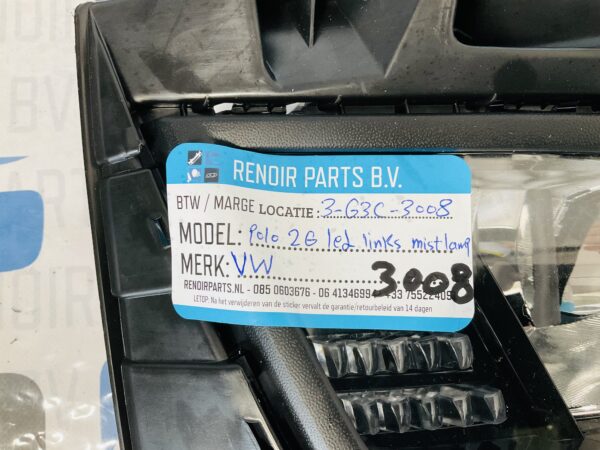 RENOIR PARTS B.V.
BTW / MARGE LOCATIE: 3-G3C-3008
MODEL: Polo 2G led links mistlamp
MERK: VW
3008
RENOIRPARTS.NL - 085 0603676 - 06 4134699
LETOP: Na het verwijderen van de sticker vervalt de garantie/retourbeleid van 14 dagen